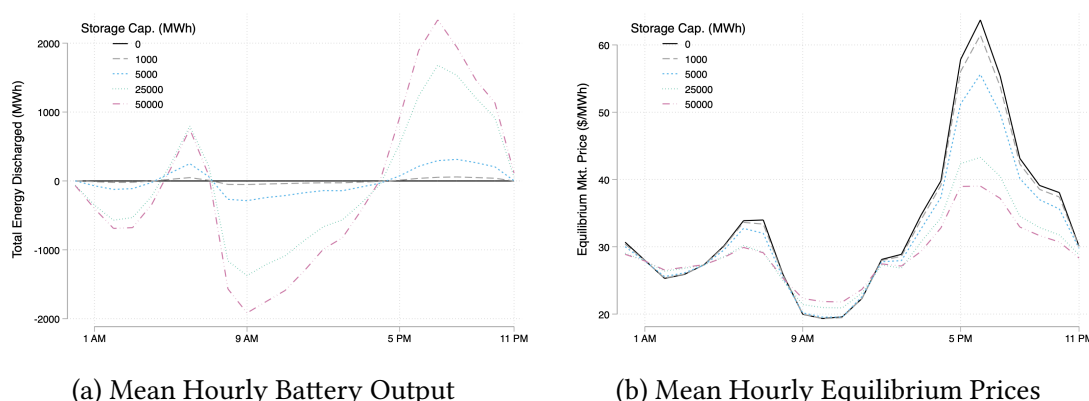 Storage Cap. (MWh)
0
1000
5000
25000
50000
Total Energy Discharged (MWh)
2000
1000
0
-1000
-2000
1 AM
9 AM
5 PM
11 PM
(a) Mean Hourly Battery Output
Storage Cap. (MWh)
0
1000
5000
25000
50000
Equilibrium Mkt. Price ($/MWh)
60
50
40
30
20
1 AM
9 AM
5 PM
11 PM
(b) Mean Hourly Equilibrium Prices